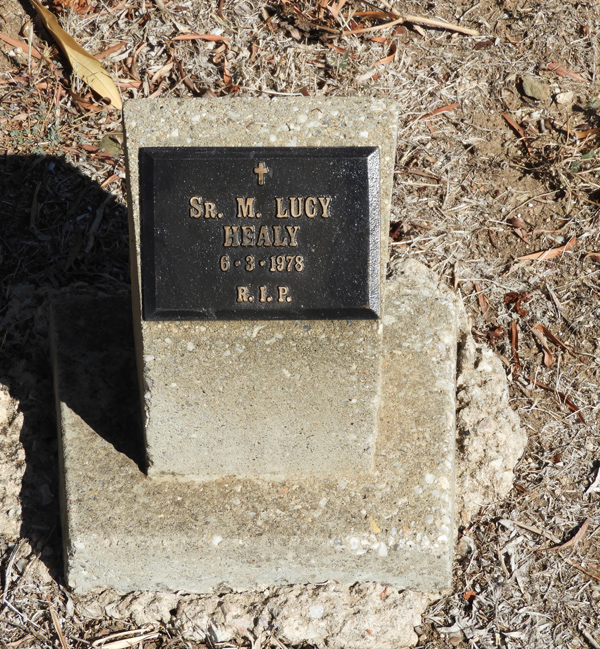 Sr. M. LUCY
HEALY
6·3·1978
R.I.P.